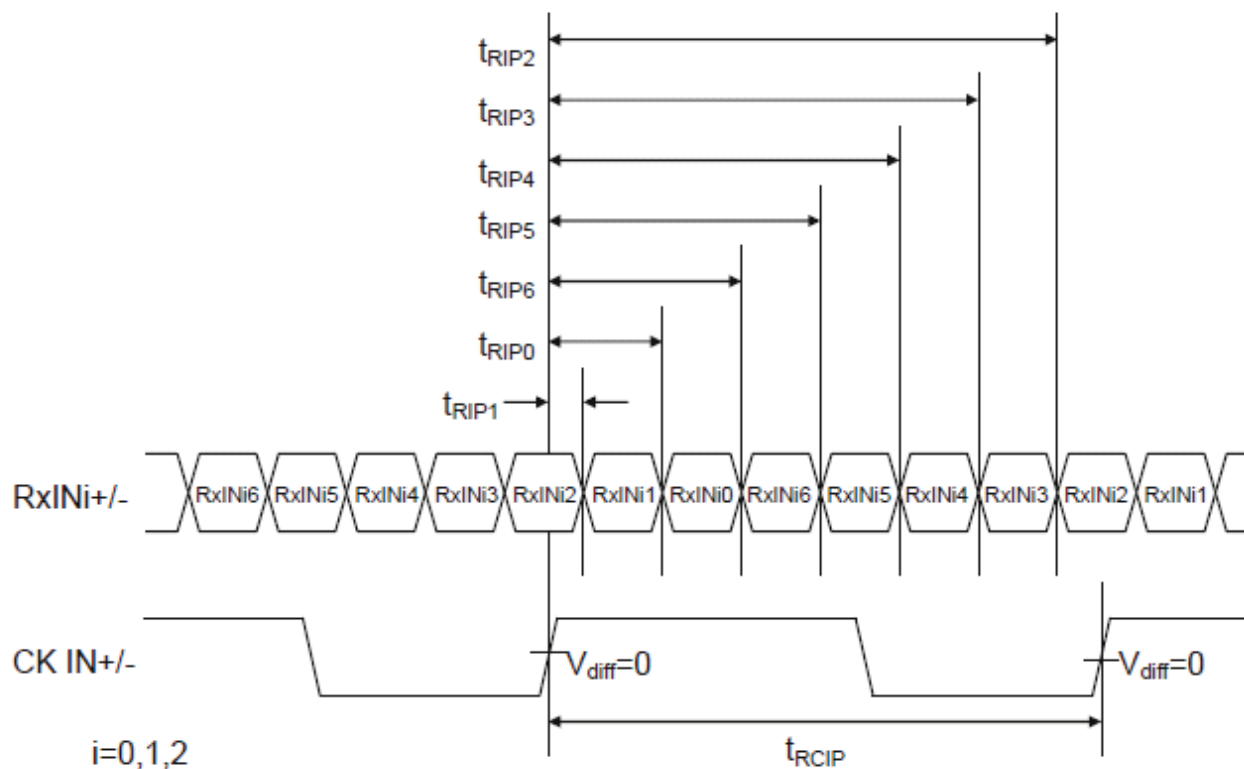 tRIP2
tRIP3
tRIP4
tRIP5
tRIP6
tRIP0
tRIP1
RxINi+/- RxINi6 RxINi5 RxINi4 RxINi3 RxINi2 RxINi1 RxINi0 RxINi6 RxINi5 RxINi4 RxINi3 RxINi2 RxINi1
CK IN+/- Vdiff=0 Vdiff=0
i=0,1,2 tRCIP